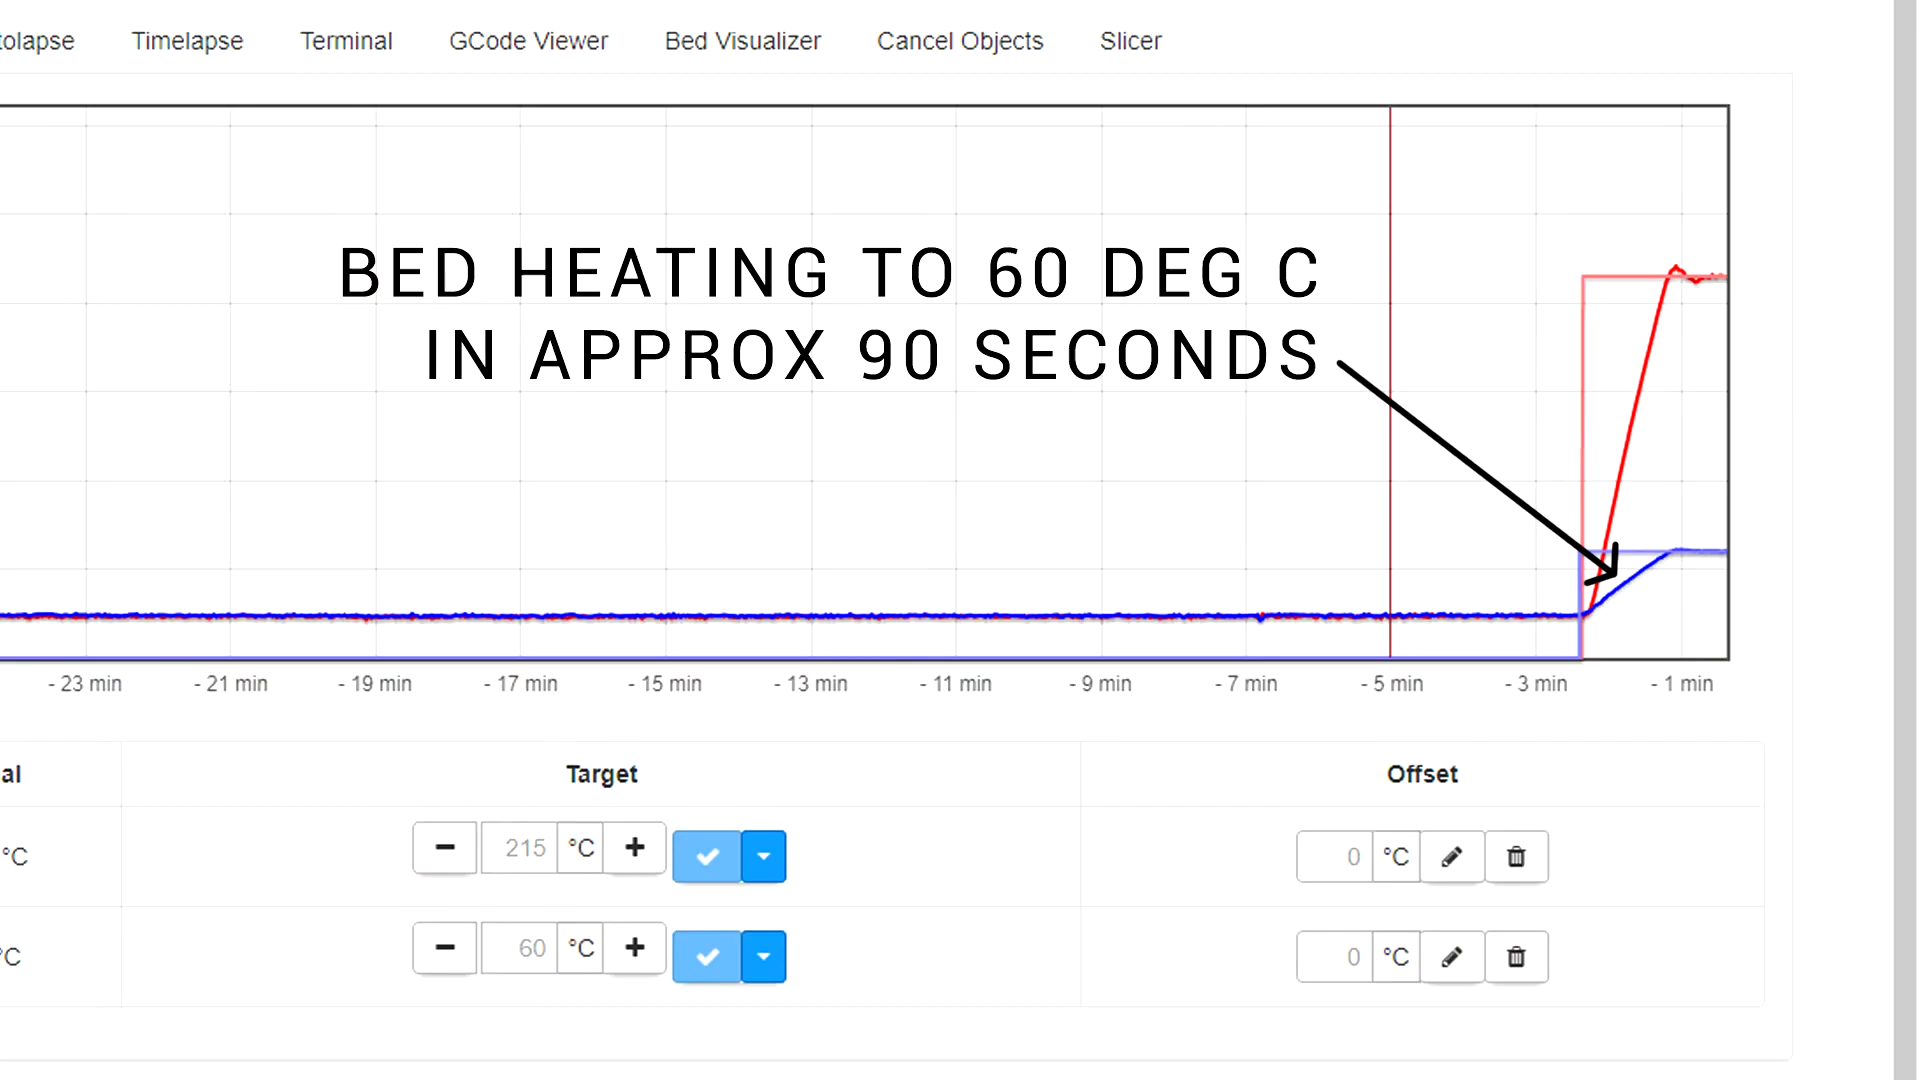 tolapse Timelapse Terminal GCode Viewer Bed Visualizer Cancel Objects Slicer
BED HEATING TO 60 DEG C
IN APPROX 90 SECONDS
- 23 min - 21 min - 19 min - 17 min - 15 min - 13 min - 11 min - 9 min - 7 min - 5 min - 3 min - 1 min
al Target Offset
°C 215 °C 0 °C
°C 60 °C 0 °C